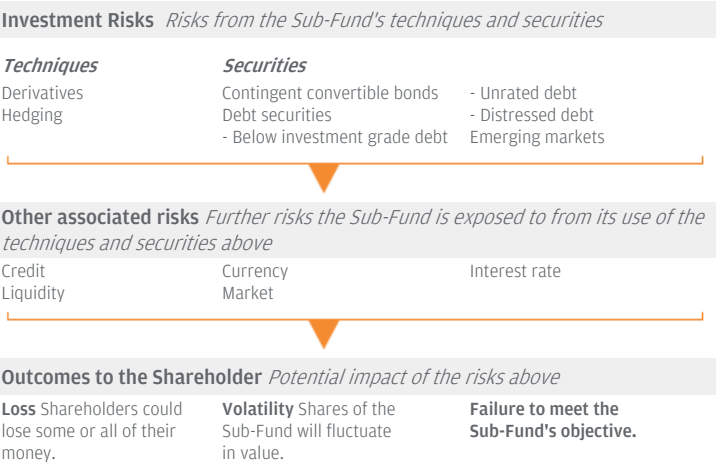 Investment Risks Risks from the Sub-Fund's techniques and securities
Techniques
Derivatives
Hedging
Securities
Contingent convertible bonds
Debt securities
- Below investment grade debt
- Unrated debt
- Distressed debt
Emerging markets
Other associated risks Further risks the Sub-Fund is exposed to from its use of the
techniques and securities above
Credit
Liquidity
Currency
Market
Interest rate
Outcomes to the Shareholder Potential impact of the risks above
Loss Shareholders could
lose some or all of their
money.
Volatility Shares of the
Sub-Fund will fluctuate
in value.
Failure to meet the
Sub-Fund's objective.